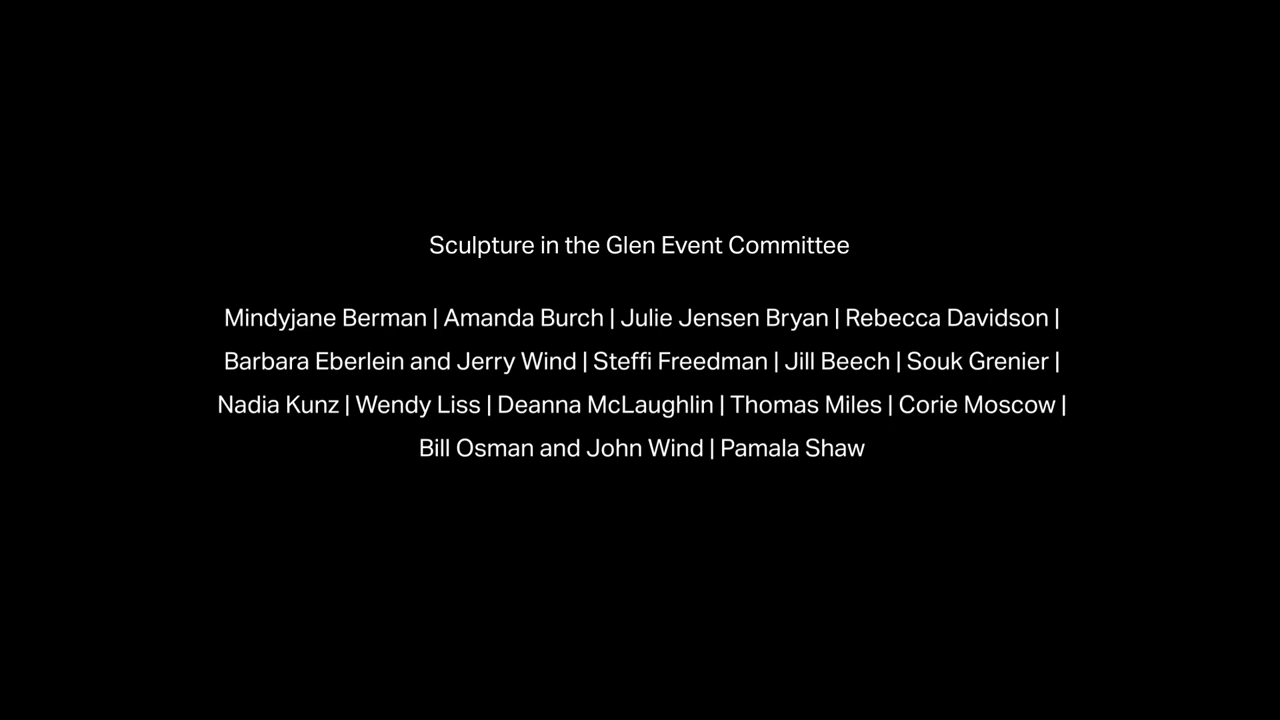 Sculpture in the Glen Event Committee
Mindyjane Berman | Amanda Burch | Julie Jensen Bryan | Rebecca Davidson |
Barbara Eberlein and Jerry Wind | Steffi Freedman | Jill Beech | Souk Grenier |
Nadia Kunz | Wendy Liss | Deanna McLaughlin | Thomas Miles | Corie Moscow |
Bill Osman and John Wind | Pamala Shaw